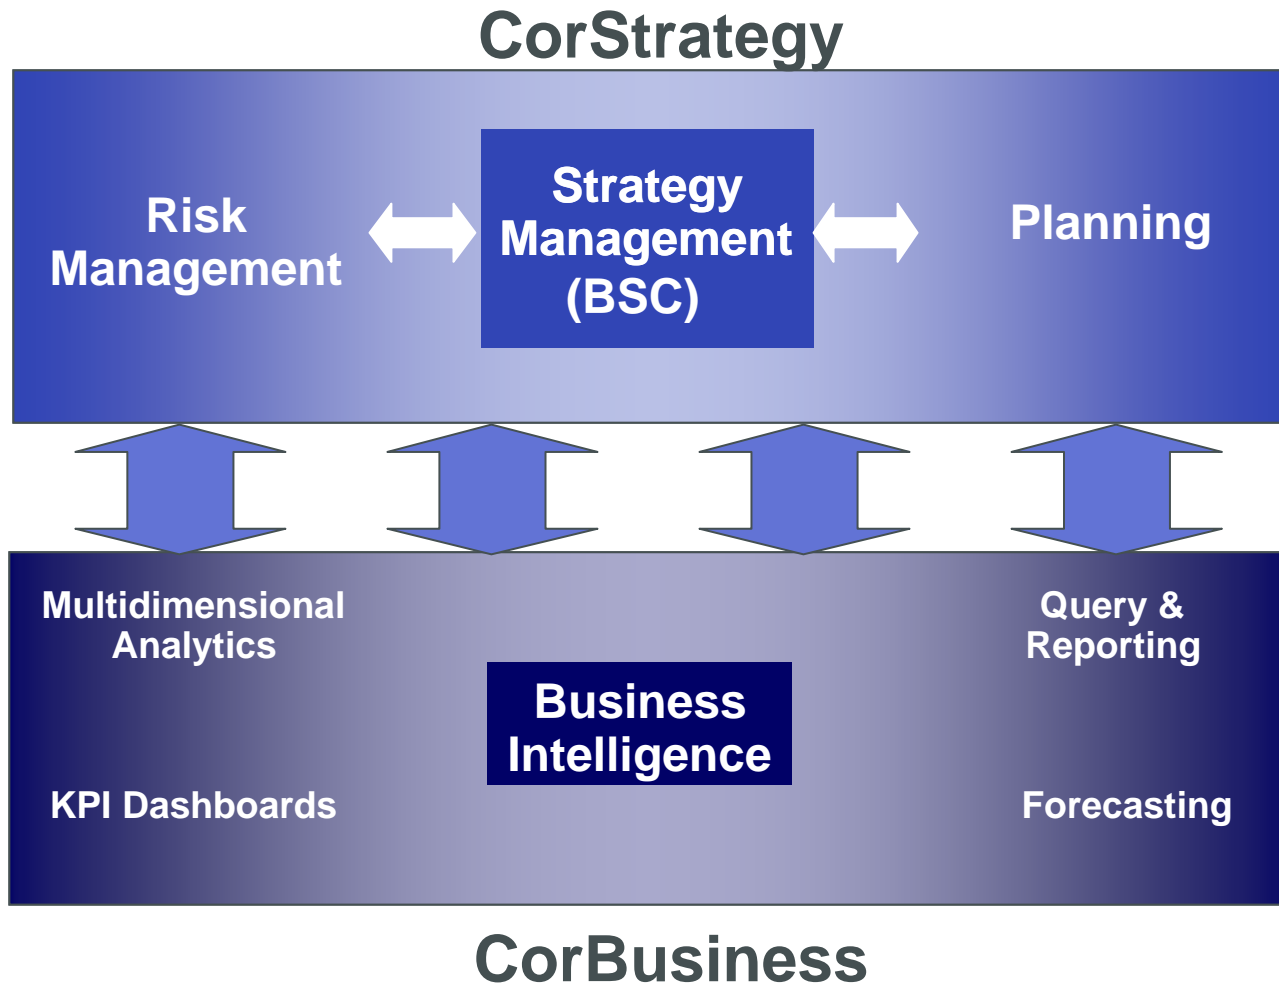 CorStrategy
Risk
Management
Strategy
Management
(BSC)
Planning
Multidimensional
Analytics
Query &
Reporting
Business
Intelligence
KPI Dashboards
Forecasting
CorBusiness